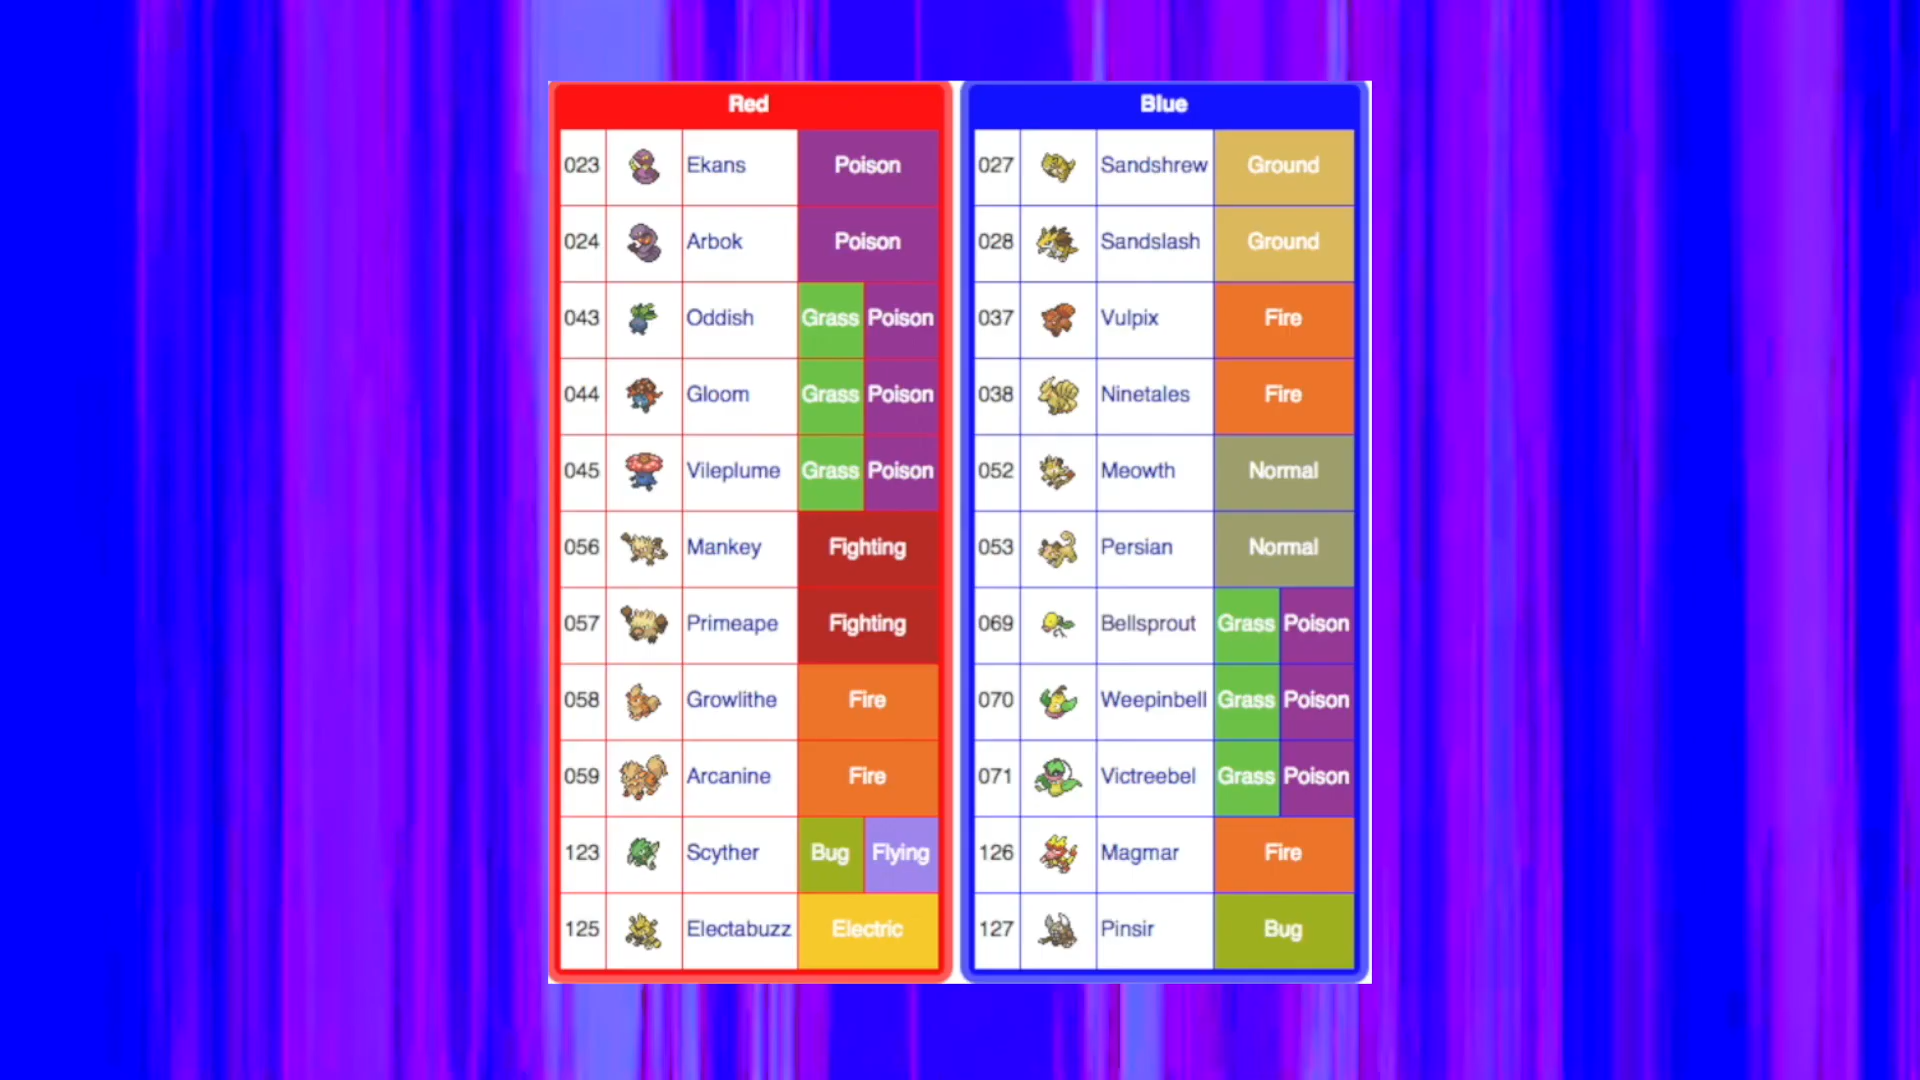 Red
023 Ekans Poison
024 Arbok Poison
043 Oddish Grass Poison
044 Gloom Grass Poison
045 Vileplume Grass Poison
056 Mankey Fighting
057 Primeape Fighting
058 Growlithe Fire
059 Arcanine Fire
123 Scyther Bug Flying
125 Electabuzz Electric
Blue
027 Sandshrew Ground
028 Sandslash Ground
037 Vulpix Fire
038 Ninetales Fire
052 Meowth Normal
053 Persian Normal
069 Bellsprout Grass Poison
070 Weepinbell Grass Poison
071 Victreebel Grass Poison
126 Magmar Fire
127 Pinsir Bug